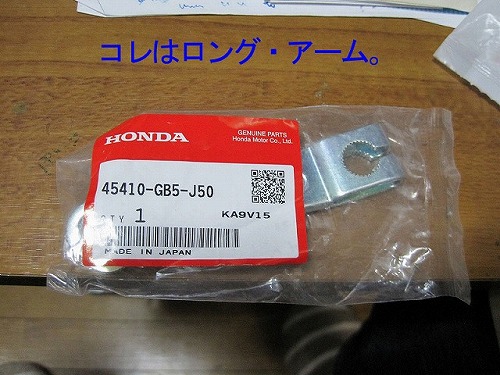 コレはロング・アーム。
HONDA
GENUINE PARTS
Honda Motor Co., Ltd.
45410-GB5-J50
QTY 1
KA9V15
MADE IN JAPAN